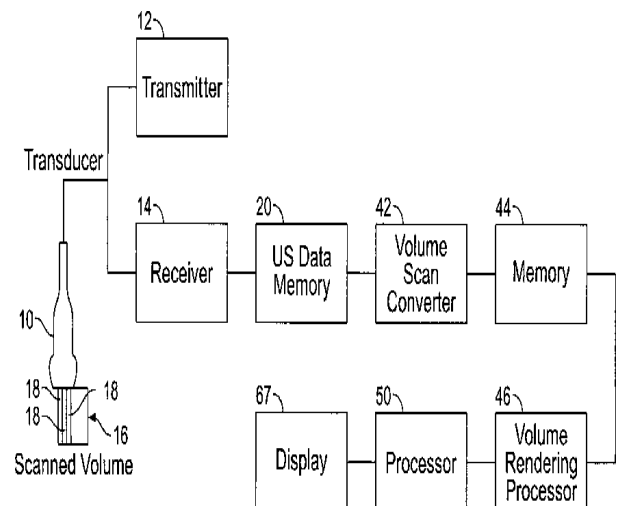 12
Transmitter
Transducer
14
Receiver
20
US Data
Memory
42
Volume
Scan
Converter
44
Memory
10
18
18
18
16
Scanned Volume
67
Display
50
Processor
46
Volume
Rendering
Processor